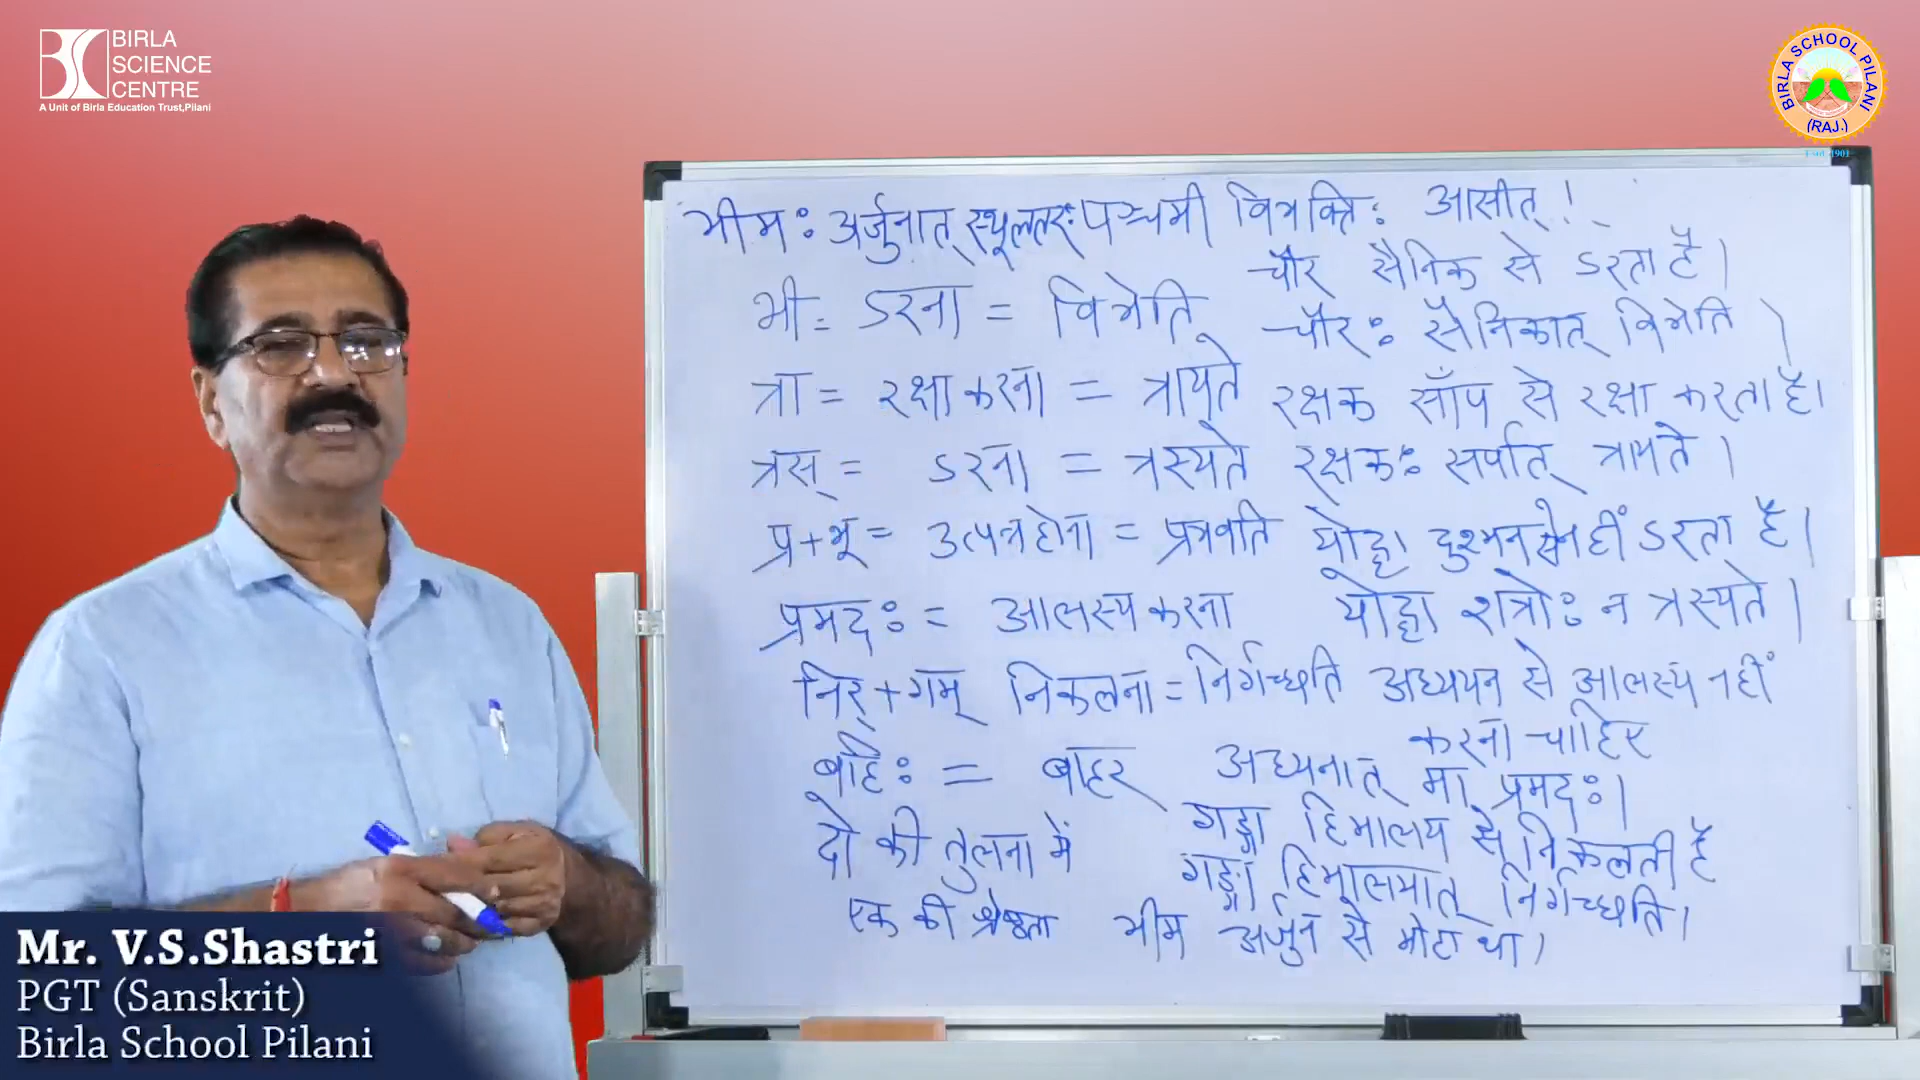 BIRLA
SCIENCE
CENTRE
A Unit of Birla Education Trust,Pilani
BIRLA SCHOOL PILANI
(RAJ.)
Estd. 1901
भीमः अर्जुनात् स्थूलतरः पञ्चमी विभक्तिः आसीत्!
चौर सैनिक से डरता है।
भी = डरना = विभेति
चौरः सैनिकात् विभेति।
त्रा = रक्षा करना = त्रायते
रक्षक साँप से रक्षा करता है।
त्रस् = डरना = त्रस्यते
रक्षकः सर्पात् त्रायते।
प्र+भू = उत्पन्न होना = प्रभवति
योद्धा दुश्मन से नहीं डरता है।
प्रमदः = आलस्य करना
योद्धा शत्रोः न त्रस्यते।
निर्+गम् निकलना = निर्गच्छति
अध्ययन से आलस्य नहीं
करना चाहिए
बहिः = बाहर
अध्यनात् मा प्रमदः।
दो की तुलना में
गङ्गा हिमालय से निकलती है
गङ्गा हिमालयात् निर्गच्छति।
एक की श्रेष्ठता
भीम अर्जुन से मोटा था।
Mr. V.S.Shastri
PGT (Sanskrit)
Birla School Pilani